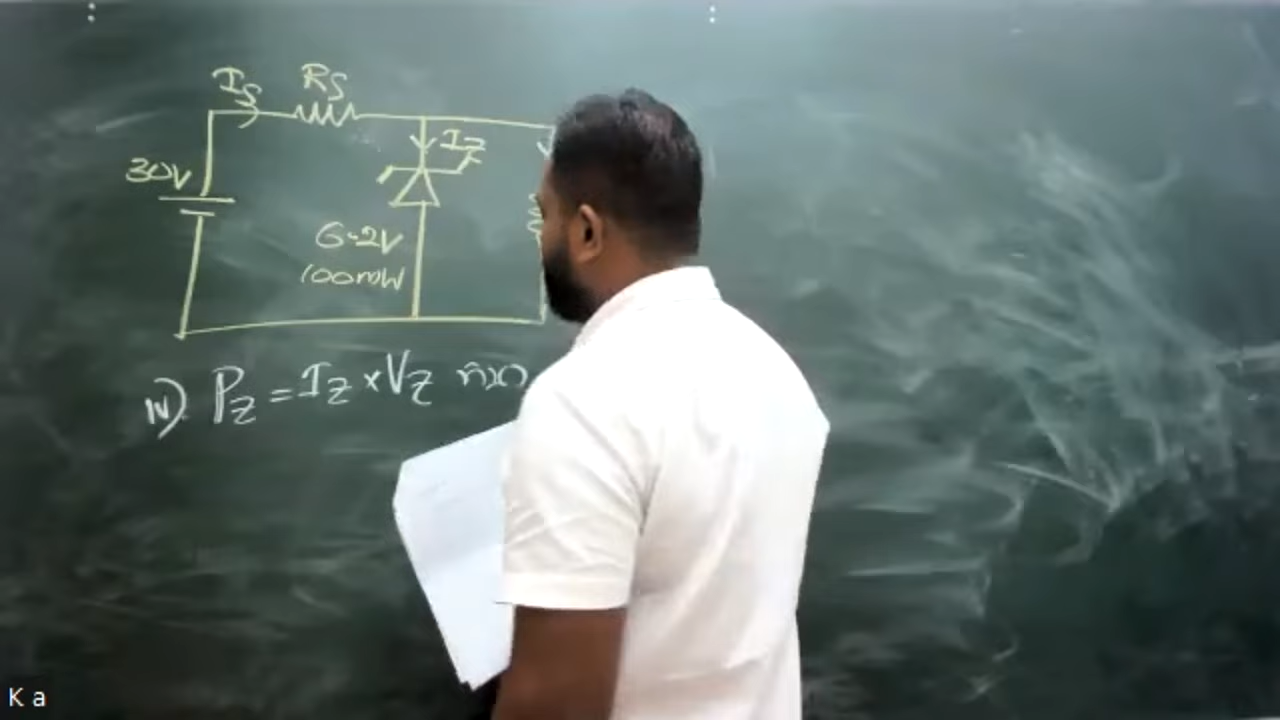 Is Rs
Iz
30V
6.2V
100mW
iv) Pz = Iz × Vz
K a